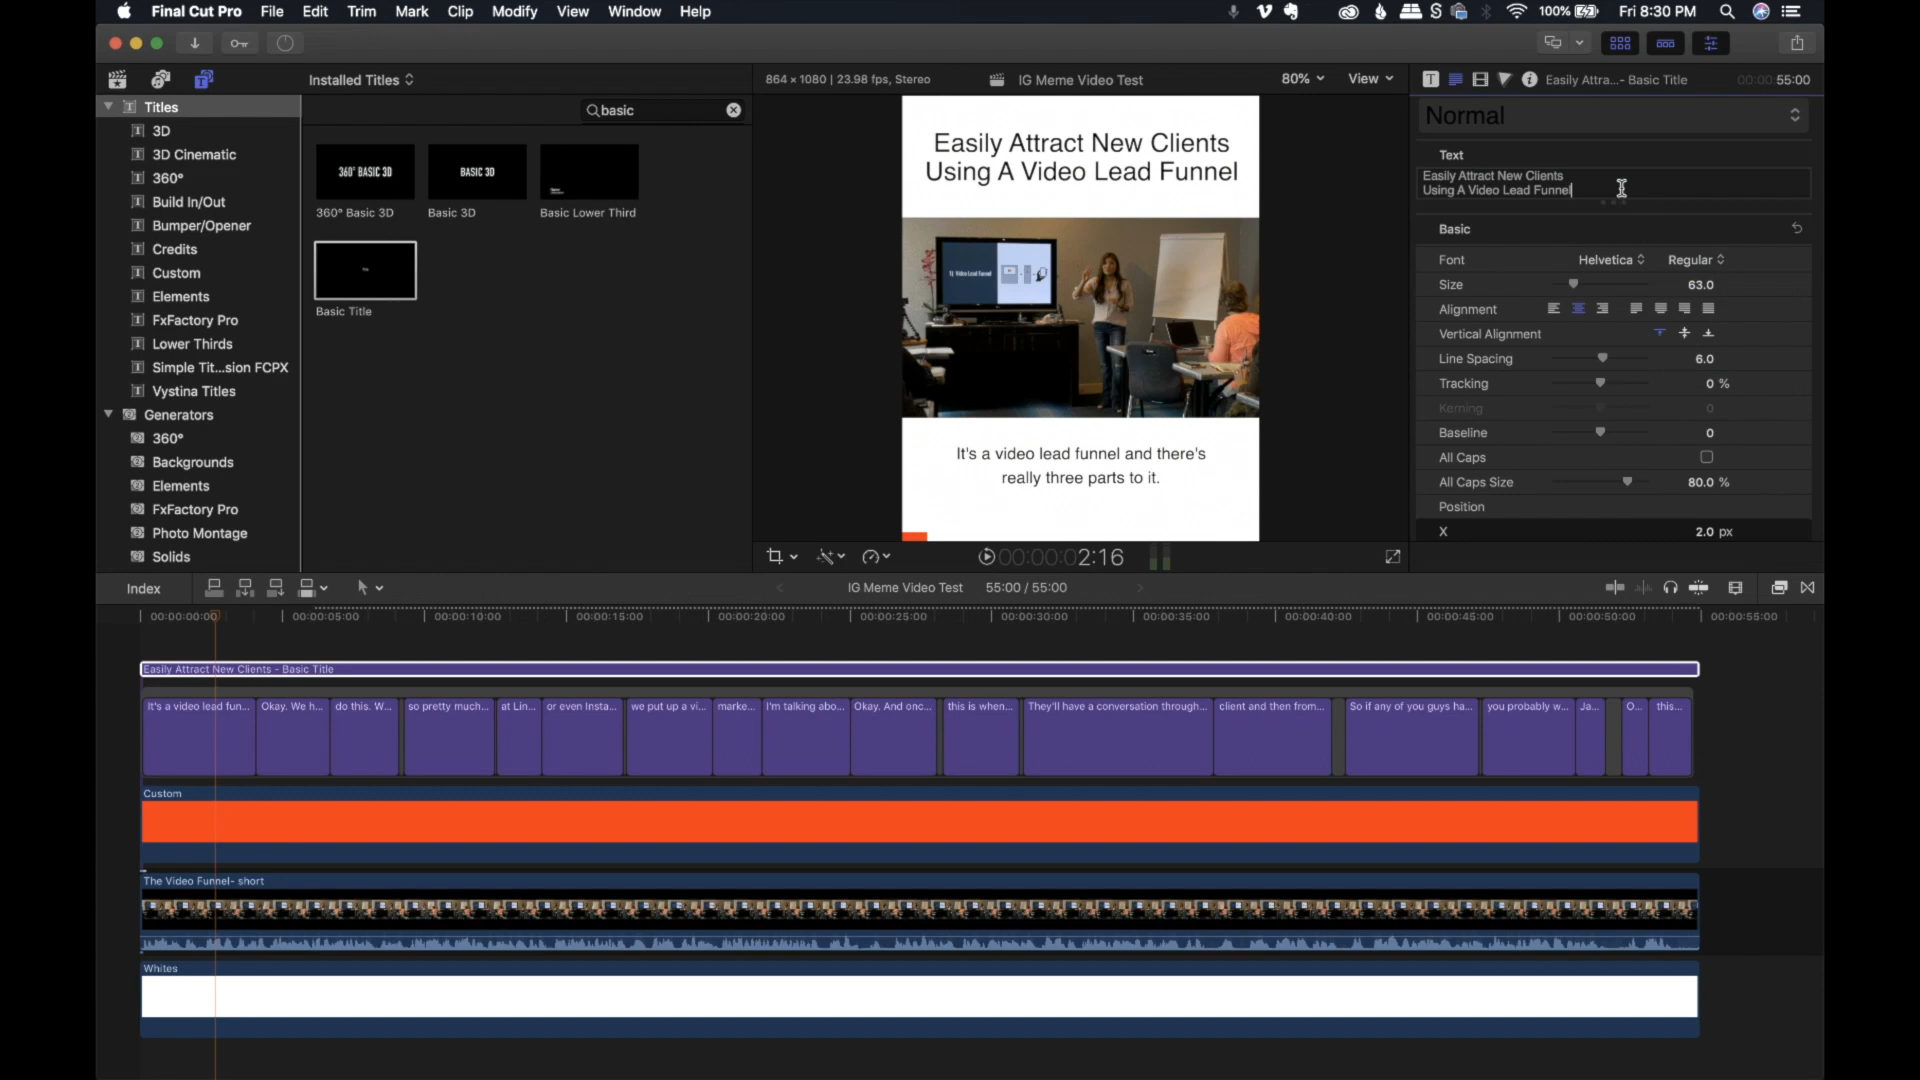 Final Cut Pro File Edit Trim Mark Clip Modify View Window Help
100% Fri 8:30 PM
Installed Titles
864 × 1080 | 23.98 fps, Stereo
IG Meme Video Test
80%
View
Easily Attra...- Basic Title
00:00:55:00
Titles
3D
3D Cinematic
360°
Build In/Out
Bumper/Opener
Credits
Custom
Elements
FxFactory Pro
Lower Thirds
Simple Tit...sion FCPX
Vystina Titles
Generators
360°
Backgrounds
Elements
FxFactory Pro
Photo Montage
Solids
basic
360° BASIC 3D
BASIC 3D
360° Basic 3D
Basic 3D
Basic Lower Third
Title
Basic Title
Easily Attract New Clients
Using A Video Lead Funnel
1) Video Lead Funnel
It's a video lead funnel and there's
really three parts to it.
00:00:02:16
Normal
Text
Easily Attract New Clients
Using A Video Lead Funnel
Basic
Font Helvetica Regular
Size 63.0
Alignment
Vertical Alignment
Line Spacing 6.0
Tracking 0 %
Kerning 0
Baseline 0
All Caps
All Caps Size 80.0 %
Position
X 2.0 px
Index
IG Meme Video Test
55:00 / 55:00
00:00:00:00 00:00:05:00 00:00:10:00 00:00:15:00 00:00:20:00 00:00:25:00 00:00:30:00 00:00:35:00 00:00:40:00 00:00:45:00 00:00:50:00 00:00:55:00
Easily Attract New Clients - Basic Title
It's a video lead fun... Okay. We h... do this. W... so pretty much... at Lin... or even Insta... we put up a vi... marke... I'm talking abo... Okay. And onc... this is when... They'll have a conversation through... client and then from... So if any of you guys ha... you probably w... Ja... O... this...
Custom
The Video Funnel- short
Whites